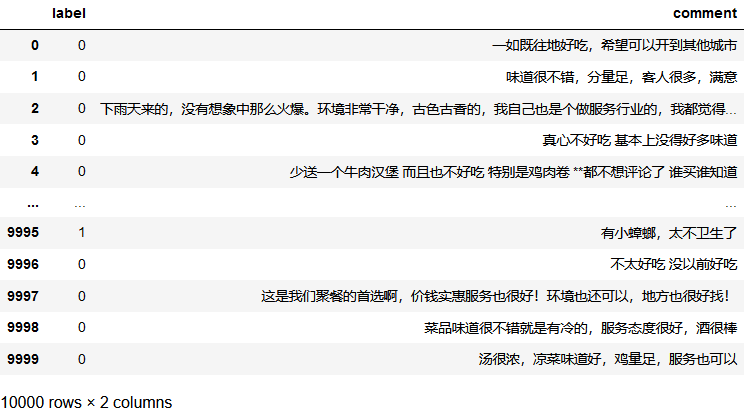 label comment
0 0 一如既往地好吃，希望可以开到其他城市
1 0 味道很不错，分量足，客人很多，满意
2 0 下雨天来的，没有想象中那么火爆。环境非常干净，古色古香的，我自己也是个做服务行业的，我都觉得...
3 0 真心不好吃 基本上没得好多味道
4 0 少送一个牛肉汉堡 而且也不好吃 特别是鸡肉卷 **都不想评论了 谁买谁知道
... ... ...
9995 1 有小蟑螂，太不卫生了
9996 0 不太好吃 没以前好吃
9997 0 这是我们聚餐的首选啊，价钱实惠服务也很好！环境也还可以，地方也很好找！
9998 0 菜品味道很不错就是有冷的，服务态度很好，酒很棒
9999 0 汤很浓，凉菜味道好，鸡量足，服务也可以
10000 rows × 2 columns